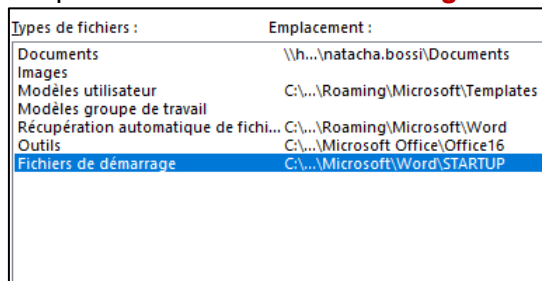 Types de fichiers : Emplacement :
Documents \\h...\natacha.bossi\Documents
Images
Modèles utilisateur C:\...\Roaming\Microsoft\Templates
Modèles groupe de travail
Récupération automatique de fichi... C:\...\Roaming\Microsoft\Word
Outils C:\...\Microsoft Office\Office16
Fichiers de démarrage C:\...\Microsoft\Word\STARTUP